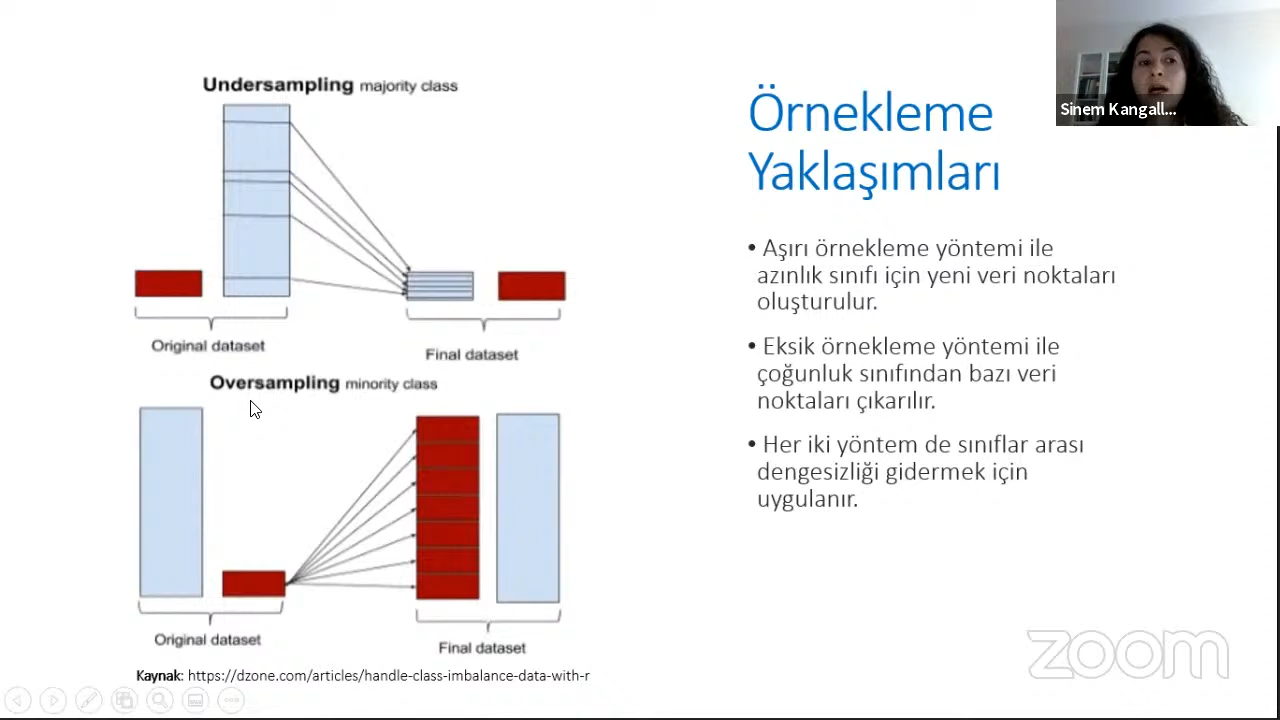 Undersampling majority class
Original dataset
Final dataset
Oversampling minority class
Original dataset
Final dataset
Kaynak: https://dzone.com/articles/handle-class-imbalance-data-with-r
Örnekleme
Yaklaşımları
• Aşırı örnekleme yöntemi ile
azınlık sınıfı için yeni veri noktaları
oluşturulur.
• Eksik örnekleme yöntemi ile
çoğunluk sınıfından bazı veri
noktaları çıkarılır.
• Her iki yöntem de sınıflar arası
dengesizliği gidermek için
uygulanır.
Sinem Kangall...
zoom